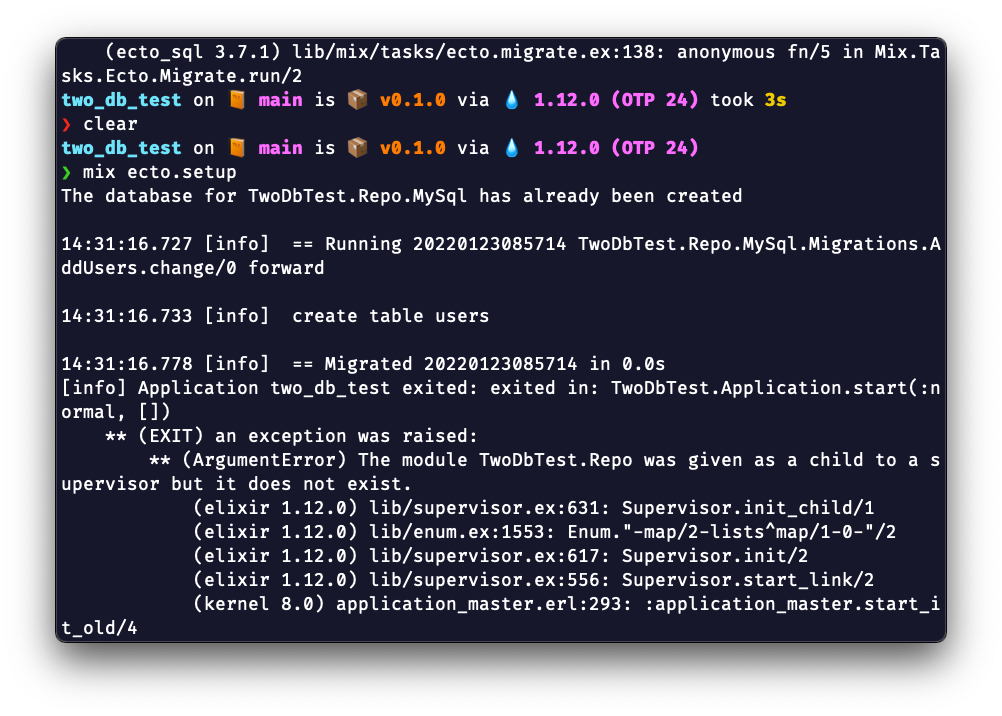 (ecto_sql 3.7.1) lib/mix/tasks/ecto.migrate.ex:138: anonymous fn/5 in Mix.Ta
sks.Ecto.Migrate.run/2
two_db_test on 📙 main is 📦 v0.1.0 via 💧 1.12.0 (OTP 24) took 3s
❯ clear
two_db_test on 📙 main is 📦 v0.1.0 via 💧 1.12.0 (OTP 24)
❯ mix ecto.setup
The database for TwoDbTest.Repo.MySql has already been created

14:31:16.727 [info]  == Running 20220123085714 TwoDbTest.Repo.MySql.Migrations.A
ddUsers.change/0 forward

14:31:16.733 [info]  create table users

14:31:16.778 [info]  == Migrated 20220123085714 in 0.0s
[info] Application two_db_test exited: exited in: TwoDbTest.Application.start(:n
ormal, [])
    ** (EXIT) an exception was raised:
        ** (ArgumentError) The module TwoDbTest.Repo was given as a child to a s
upervisor but it does not exist.
            (elixir 1.12.0) lib/supervisor.ex:631: Supervisor.init_child/1
            (elixir 1.12.0) lib/enum.ex:1553: Enum."-map/2-lists^map/1-0-"/2
            (elixir 1.12.0) lib/supervisor.ex:617: Supervisor.init/2
            (elixir 1.12.0) lib/supervisor.ex:556: Supervisor.start_link/2
            (kernel 8.0) application_master.erl:293: :application_master.start_i
t_old/4